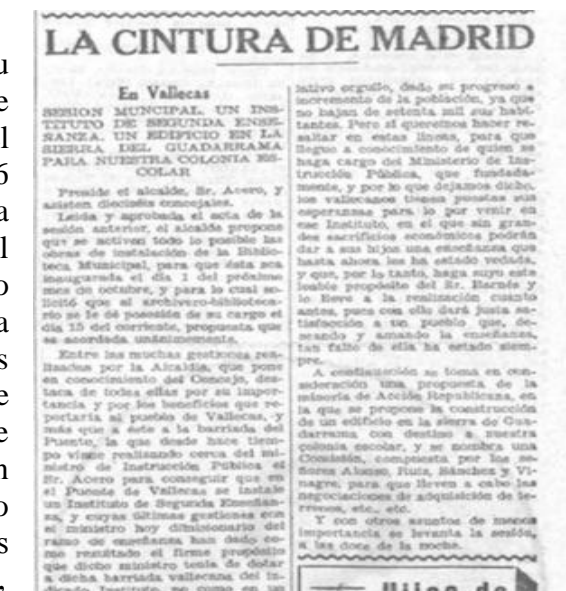 LA CINTURA DE MADRID
En Vallecas
SESION MUNCIPAL. UN INS-
TITUTO DE SEGUNDA ENSE-
ÑANZA. UN EDIFICIO EN LA
SIERRA DEL GUADARRAMA
PARA NUESTRA COLONIA ES-
COLAR
Preside el alcalde, Sr. Acero, y
asisten dieciséis concejales.
Leída y aprobada el acta de la
sesión anterior, el alcalde propone
que se activen todo lo posible las
obras de instalación de la Biblio-
teca Municipal, para que ésta sea
inaugurada el día 1 del próximo
mes de octubre, y para lo cual so-
licitó que al archivero-biblioteca-
rio se le dé posesión de su cargo el
día 15 del corriente, propuesta que
es acordada unánimemente.
Entre las muchas gestiones rea-
lizadas por la Alcaldía, que pone
en conocimiento del Concejo, des-
taca de todas ellas por su impor-
tancia y por los beneficios que re-
portaría al pueblo de Vallecas, y
más que a éste a la barriada del
Puente, la que desde hace tiem-
po viene realizando cerca del mi-
nistro de Instrucción Pública el
Sr. Acero para conseguir que en
el Puente de Vallecas se instale
un Instituto de Segunda Enseñan-
za, y cuyas últimas gestiones con
el ministro hoy dimisionario del
ramo de enseñanza han dado co-
mo resultado el firme propósito
que dicho ministro tenía de dotar
a dicha barriada vallecana del in-
dicado Instituto, no como en un
lativo orgullo, dado su progreso e
incremento de la población, ya que
no bajan de setenta mil sus habi-
tantes. Pero sí queremos hacer re-
saltar en estas líneas, para que
llegue a conocimiento de quien se
haga cargo del Ministerio de Ins-
trucción Pública, que fundada-
mente, y por lo que dejamos dicho,
los vallecanos tienen puestas sus
esperanzas para lo por venir en
ese Instituto, en el que sin gran-
des sacrificios económicos podrán
dar a sus hijos una enseñanza que
hasta ahora les ha estado vedada,
y que, por lo tanto, haga suyo este
loable propósito del Sr. Barnés y
lo lleve a la realización cuanto
antes, pues con ello dará justa sa-
tisfacción a un pueblo que, de-
seando y amando la enseñanza,
tan falto de ella ha estado siem-
pre.
A continuación se toma en con-
sideración una propuesta de la
minoría de Acción Republicana, en
la que se propone la construcción
de un edificio en la sierra de Gua-
darrama con destino a nuestra
colonia escolar, y se nombra una
Comisión, compuesta por los se-
ñores Alonso, Ruiz, Sánchez y Vi-
nagre, para que lleven a cabo las
negociaciones de adquisición de te-
rrenos, etc., etc.
Y con otros asuntos de menos
importancia se levanta la sesión,
a las doce de la noche.
Hijos de